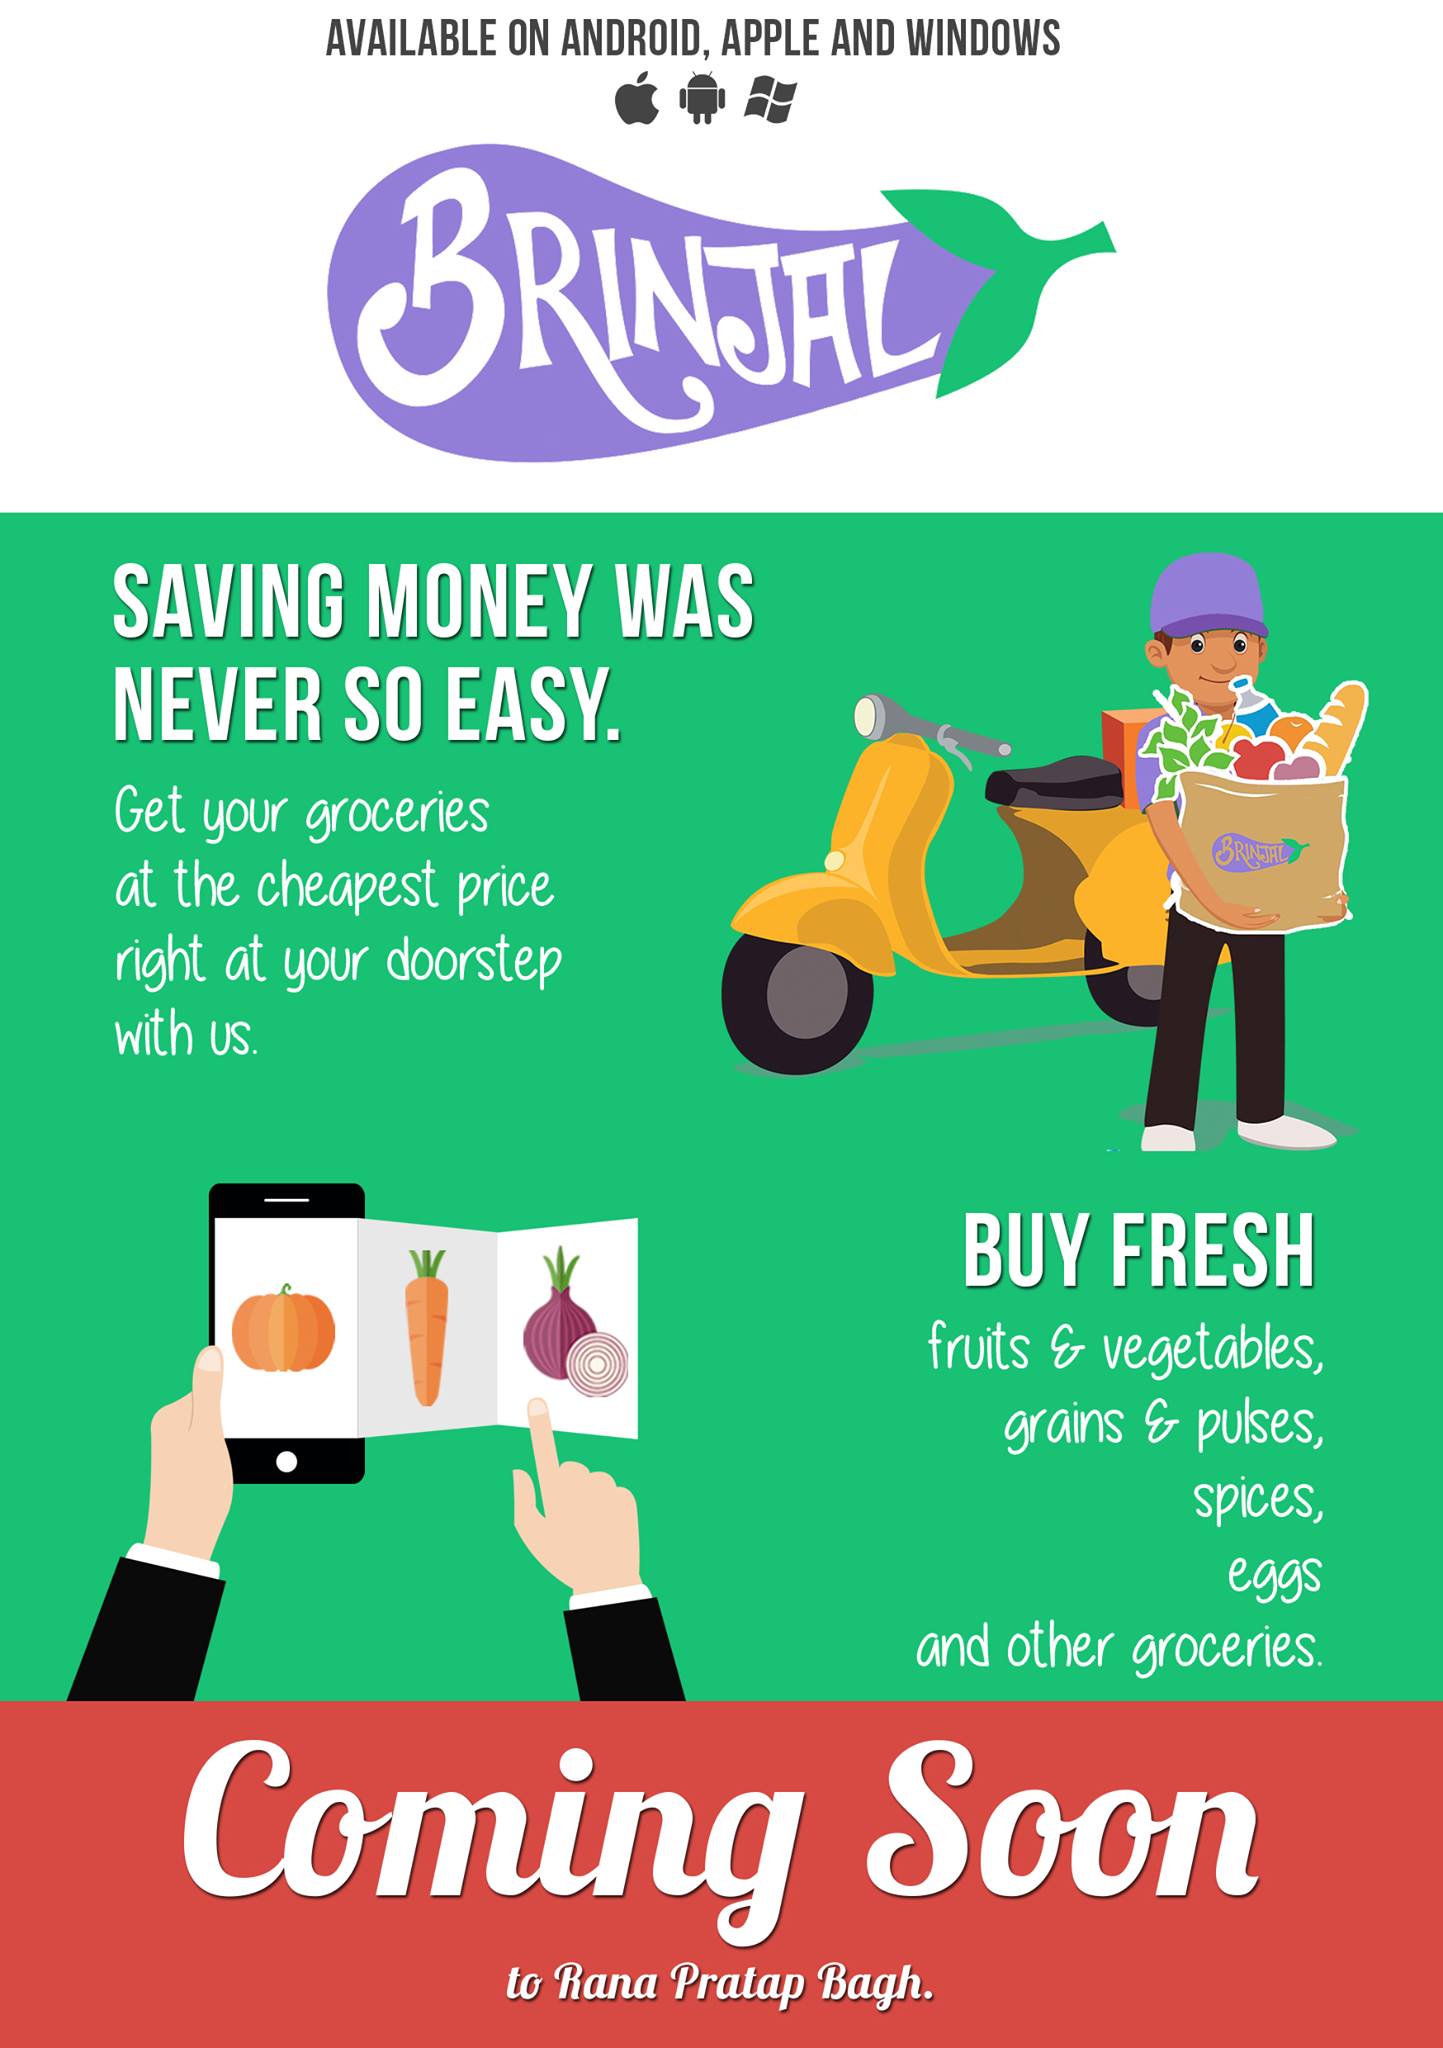 AVAILABLE ON ANDROID, APPLE AND WINDOWS
BRINJAL
SAVING MONEY WAS
NEVER SO EASY.
Get your groceries
at the cheapest price
right at your doorstep
with us.
BRINJAL
BUY FRESH
fruits & vegetables,
grains & pulses,
spices,
eggs
and other groceries.
Coming Soon
to Rana Pratap Bagh.